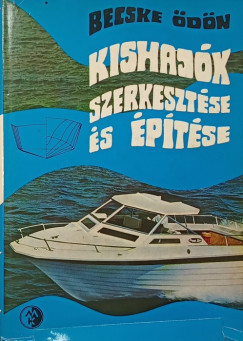 BECSKE ÖDÖN
KISHAJÓK
SZERKESZTÉSE
ÉS ÉPÍTÉSE